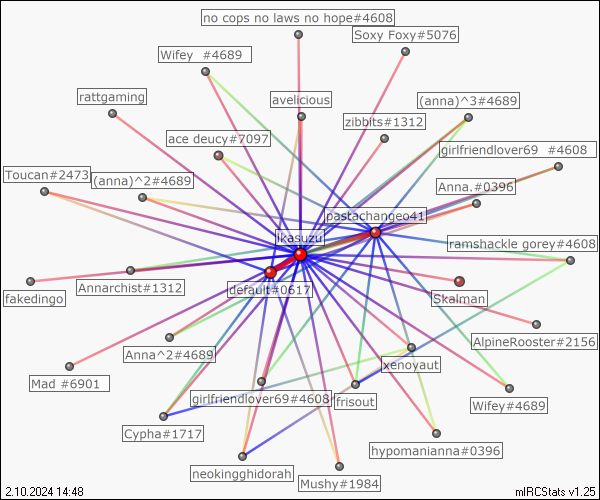 no cops no laws no hope#4608
Soxy Foxy#5076
Wifey #4689
rattgaming
avelicious
(anna)^3#4689
zibbits#1312
ace deucy#7097
girlfriendlover69 #4608
Toucan#2473
(anna)^2#4689
Anna.#0396
pastachangeo41
ikasuzu
ramshackle gorey#4608
Annarchist#1312
default#0617
fakedingo
Skalman
AlpineRooster#2156
Anna^2#4689
xenoyaut
Mad #6901
girlfriendlover69#4608
frisout
Wifey#4689
Cypha#1717
hypomanianna#0396
neokingghidorah
Mushy#1984
2.10.2024 14:48
mIRCStats v1.25